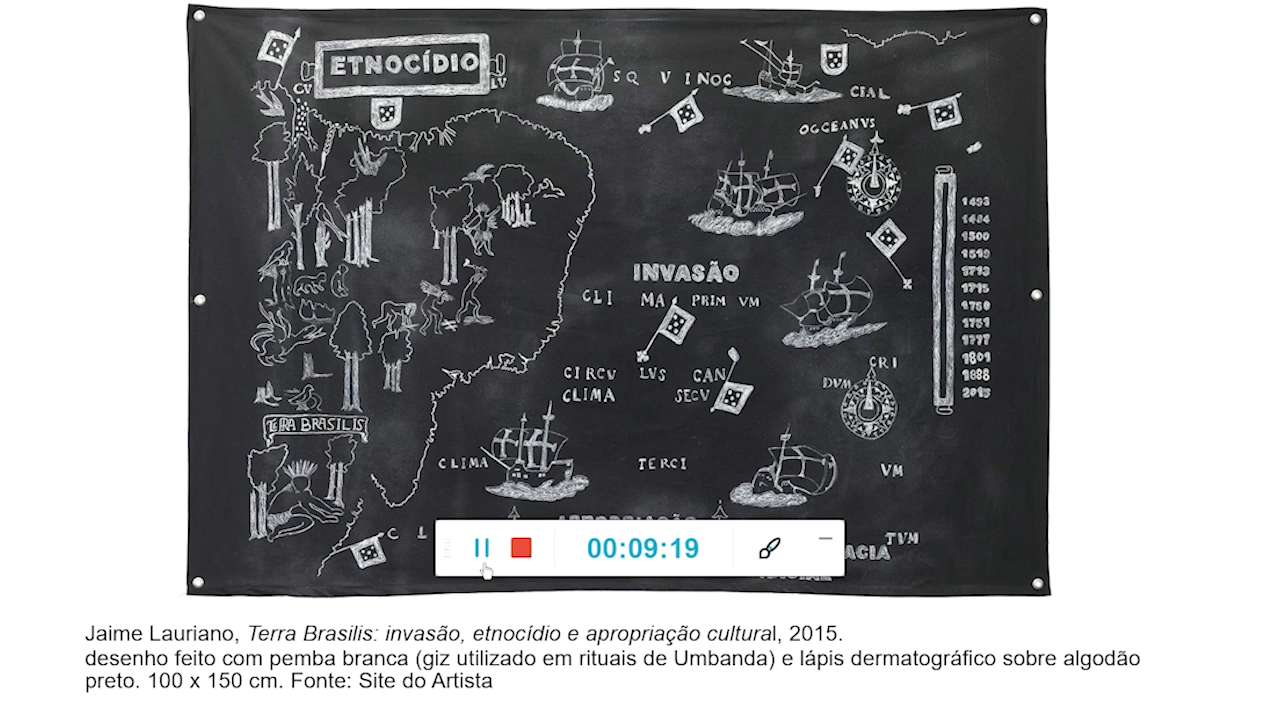 ETNOCÍDIO
CV
LV
SQ V INOC
CIAL
OCCEANVS
1493
1494
1500
1519
1713
1715
1750
1751
1777
1801
1888
2015
INVASÃO
CLI MA PRIM VM
CIRCV LVS CAN CRI
CLIMA SECV DVM
TERRA BRASILIS
CLIMA TERCI VM
C L
APROPRIAÇÃO
TVM
ACIA
00:09:19
Jaime Lauriano, Terra Brasilis: invasão, etnocídio e apropriação cultural, 2015.
desenho feito com pemba branca (giz utilizado em rituais de Umbanda) e lápis dermatográfico sobre algodão
preto. 100 x 150 cm. Fonte: Site do Artista